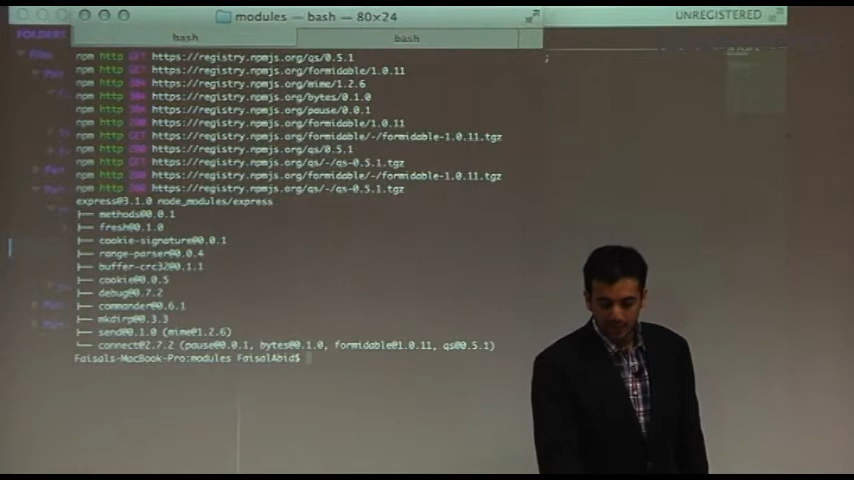 modules — bash — 80×24
UNREGISTERED
bash
bash
FOLDERS
npm http GET https://registry.npmjs.org/qs/0.5.1
npm http GET https://registry.npmjs.org/formidable/1.0.11
npm http 304 https://registry.npmjs.org/mime/1.2.6
npm http 304 https://registry.npmjs.org/bytes/0.1.0
npm http 304 https://registry.npmjs.org/pause/0.0.1
npm http 200 https://registry.npmjs.org/formidable/1.0.11
npm http GET https://registry.npmjs.org/formidable/-/formidable-1.0.11.tgz
npm http 200 https://registry.npmjs.org/qs/0.5.1
npm http GET https://registry.npmjs.org/qs/-/qs-0.5.1.tgz
npm http 200 https://registry.npmjs.org/formidable/-/formidable-1.0.11.tgz
npm http 200 https://registry.npmjs.org/qs/-/qs-0.5.1.tgz
express@3.1.0 node_modules/express
├── methods@0.0.1
├── fresh@0.1.0
├── cookie-signature@0.0.1
├── range-parser@0.0.4
├── buffer-crc32@0.1.1
├── cookie@0.0.5
├── debug@0.7.2
├── commander@0.6.1
├── mkdirp@0.3.3
├── send@0.1.0 (mime@1.2.6)
└── connect@2.7.2 (pause@0.0.1, bytes@0.1.0, formidable@1.0.11, qs@0.5.1)
Faisals-MacBook-Pro:modules FaisalAbid$